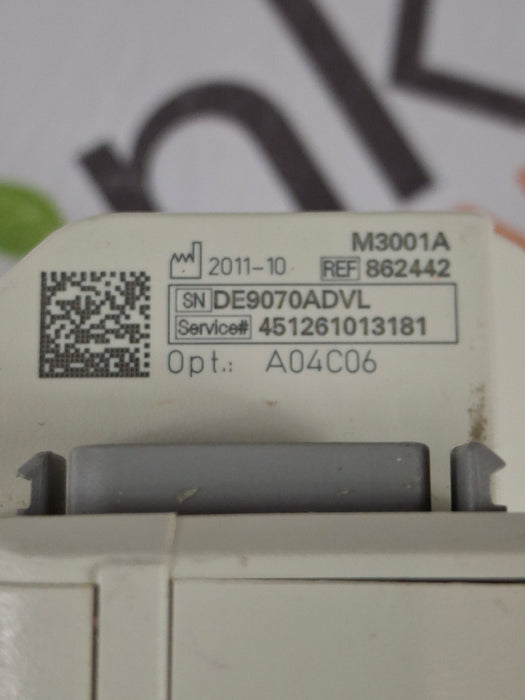 M3001A
2011-10 REF 862442
SN DE9070ADVL
Service# 451261013181
Opt.: A04C06